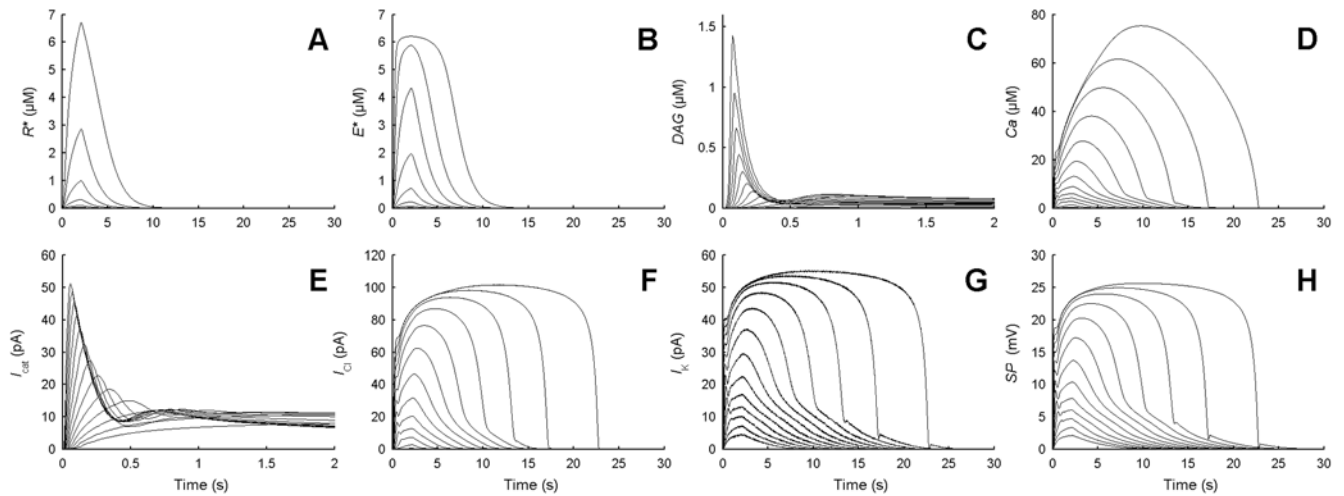 A
R* (µM)
7
6
5
4
3
2
1
0
0 5 10 15 20 25 30
B
E* (µM)
7
6
5
4
3
2
1
0
0 5 10 15 20 25 30
C
DAG (µM)
1.5
1
0.5
0
0 0.5 1 1.5 2
D
Ca (µM)
80
60
40
20
0
0 5 10 15 20 25 30
E
Icat (pA)
60
50
40
30
20
10
0
0 0.5 1 1.5 2
Time (s)
F
ICl (pA)
120
100
80
60
40
20
0
0 5 10 15 20 25 30
Time (s)
G
IK (pA)
60
50
40
30
20
10
0
0 5 10 15 20 25 30
Time (s)
H
SP (mV)
30
25
20
15
10
5
0
0 5 10 15 20 25 30
Time (s)